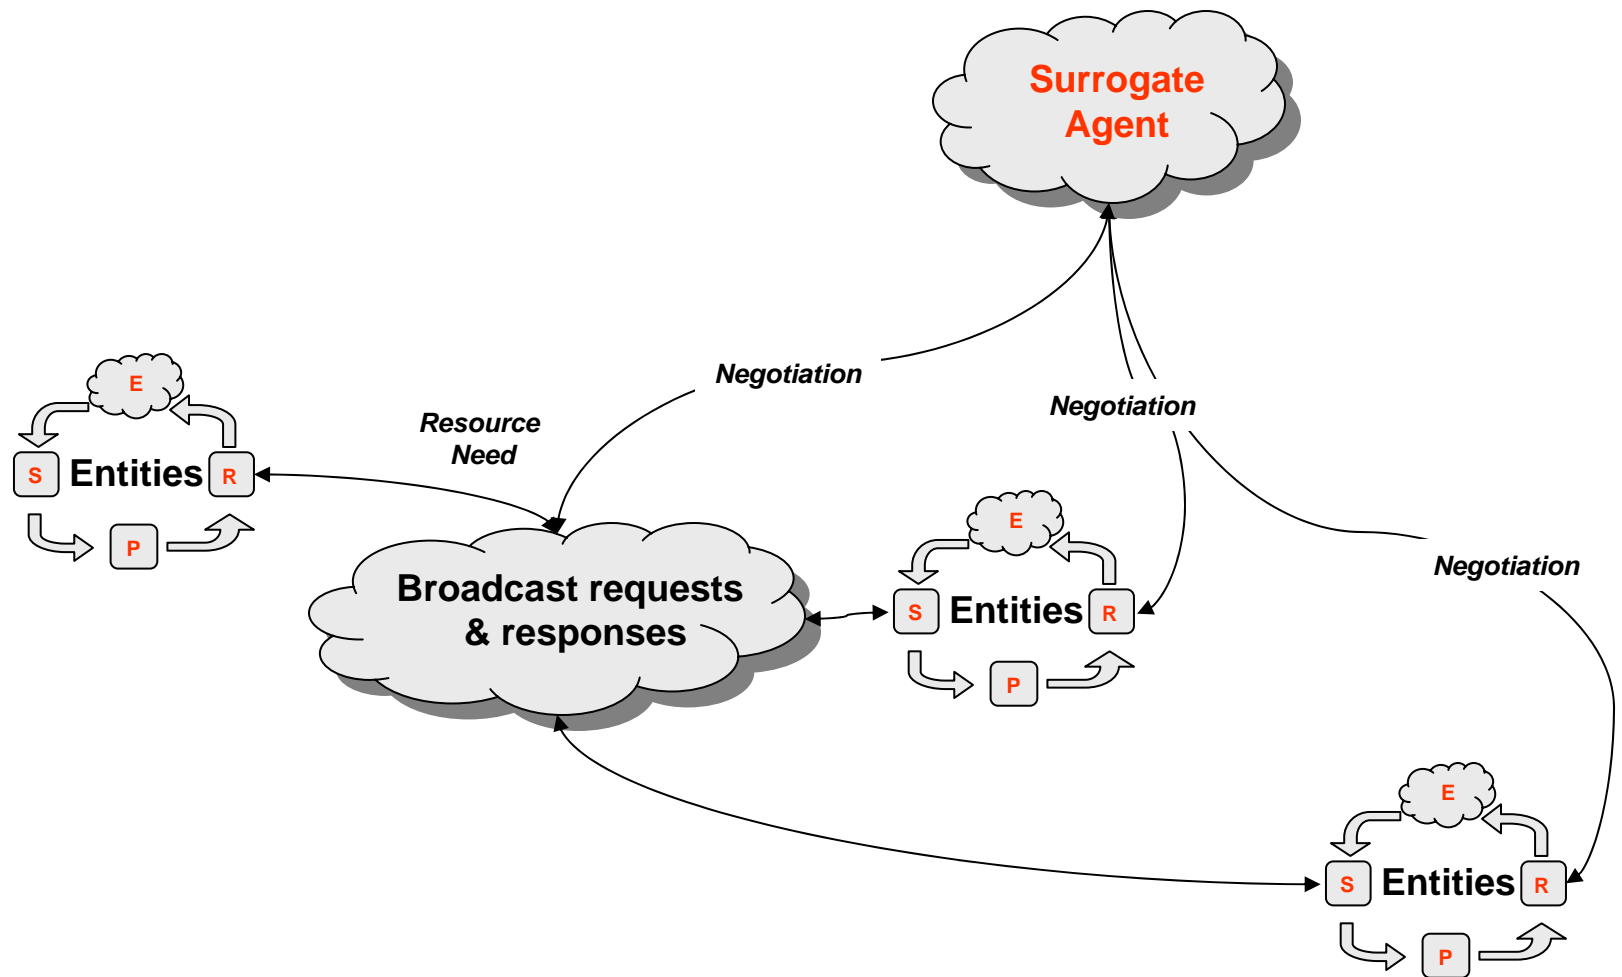 Surrogate
Agent
Negotiation
Negotiation
Negotiation
Resource
Need
E
S Entities R
P
Broadcast requests
& responses
E
S Entities R
P
E
S Entities R
P